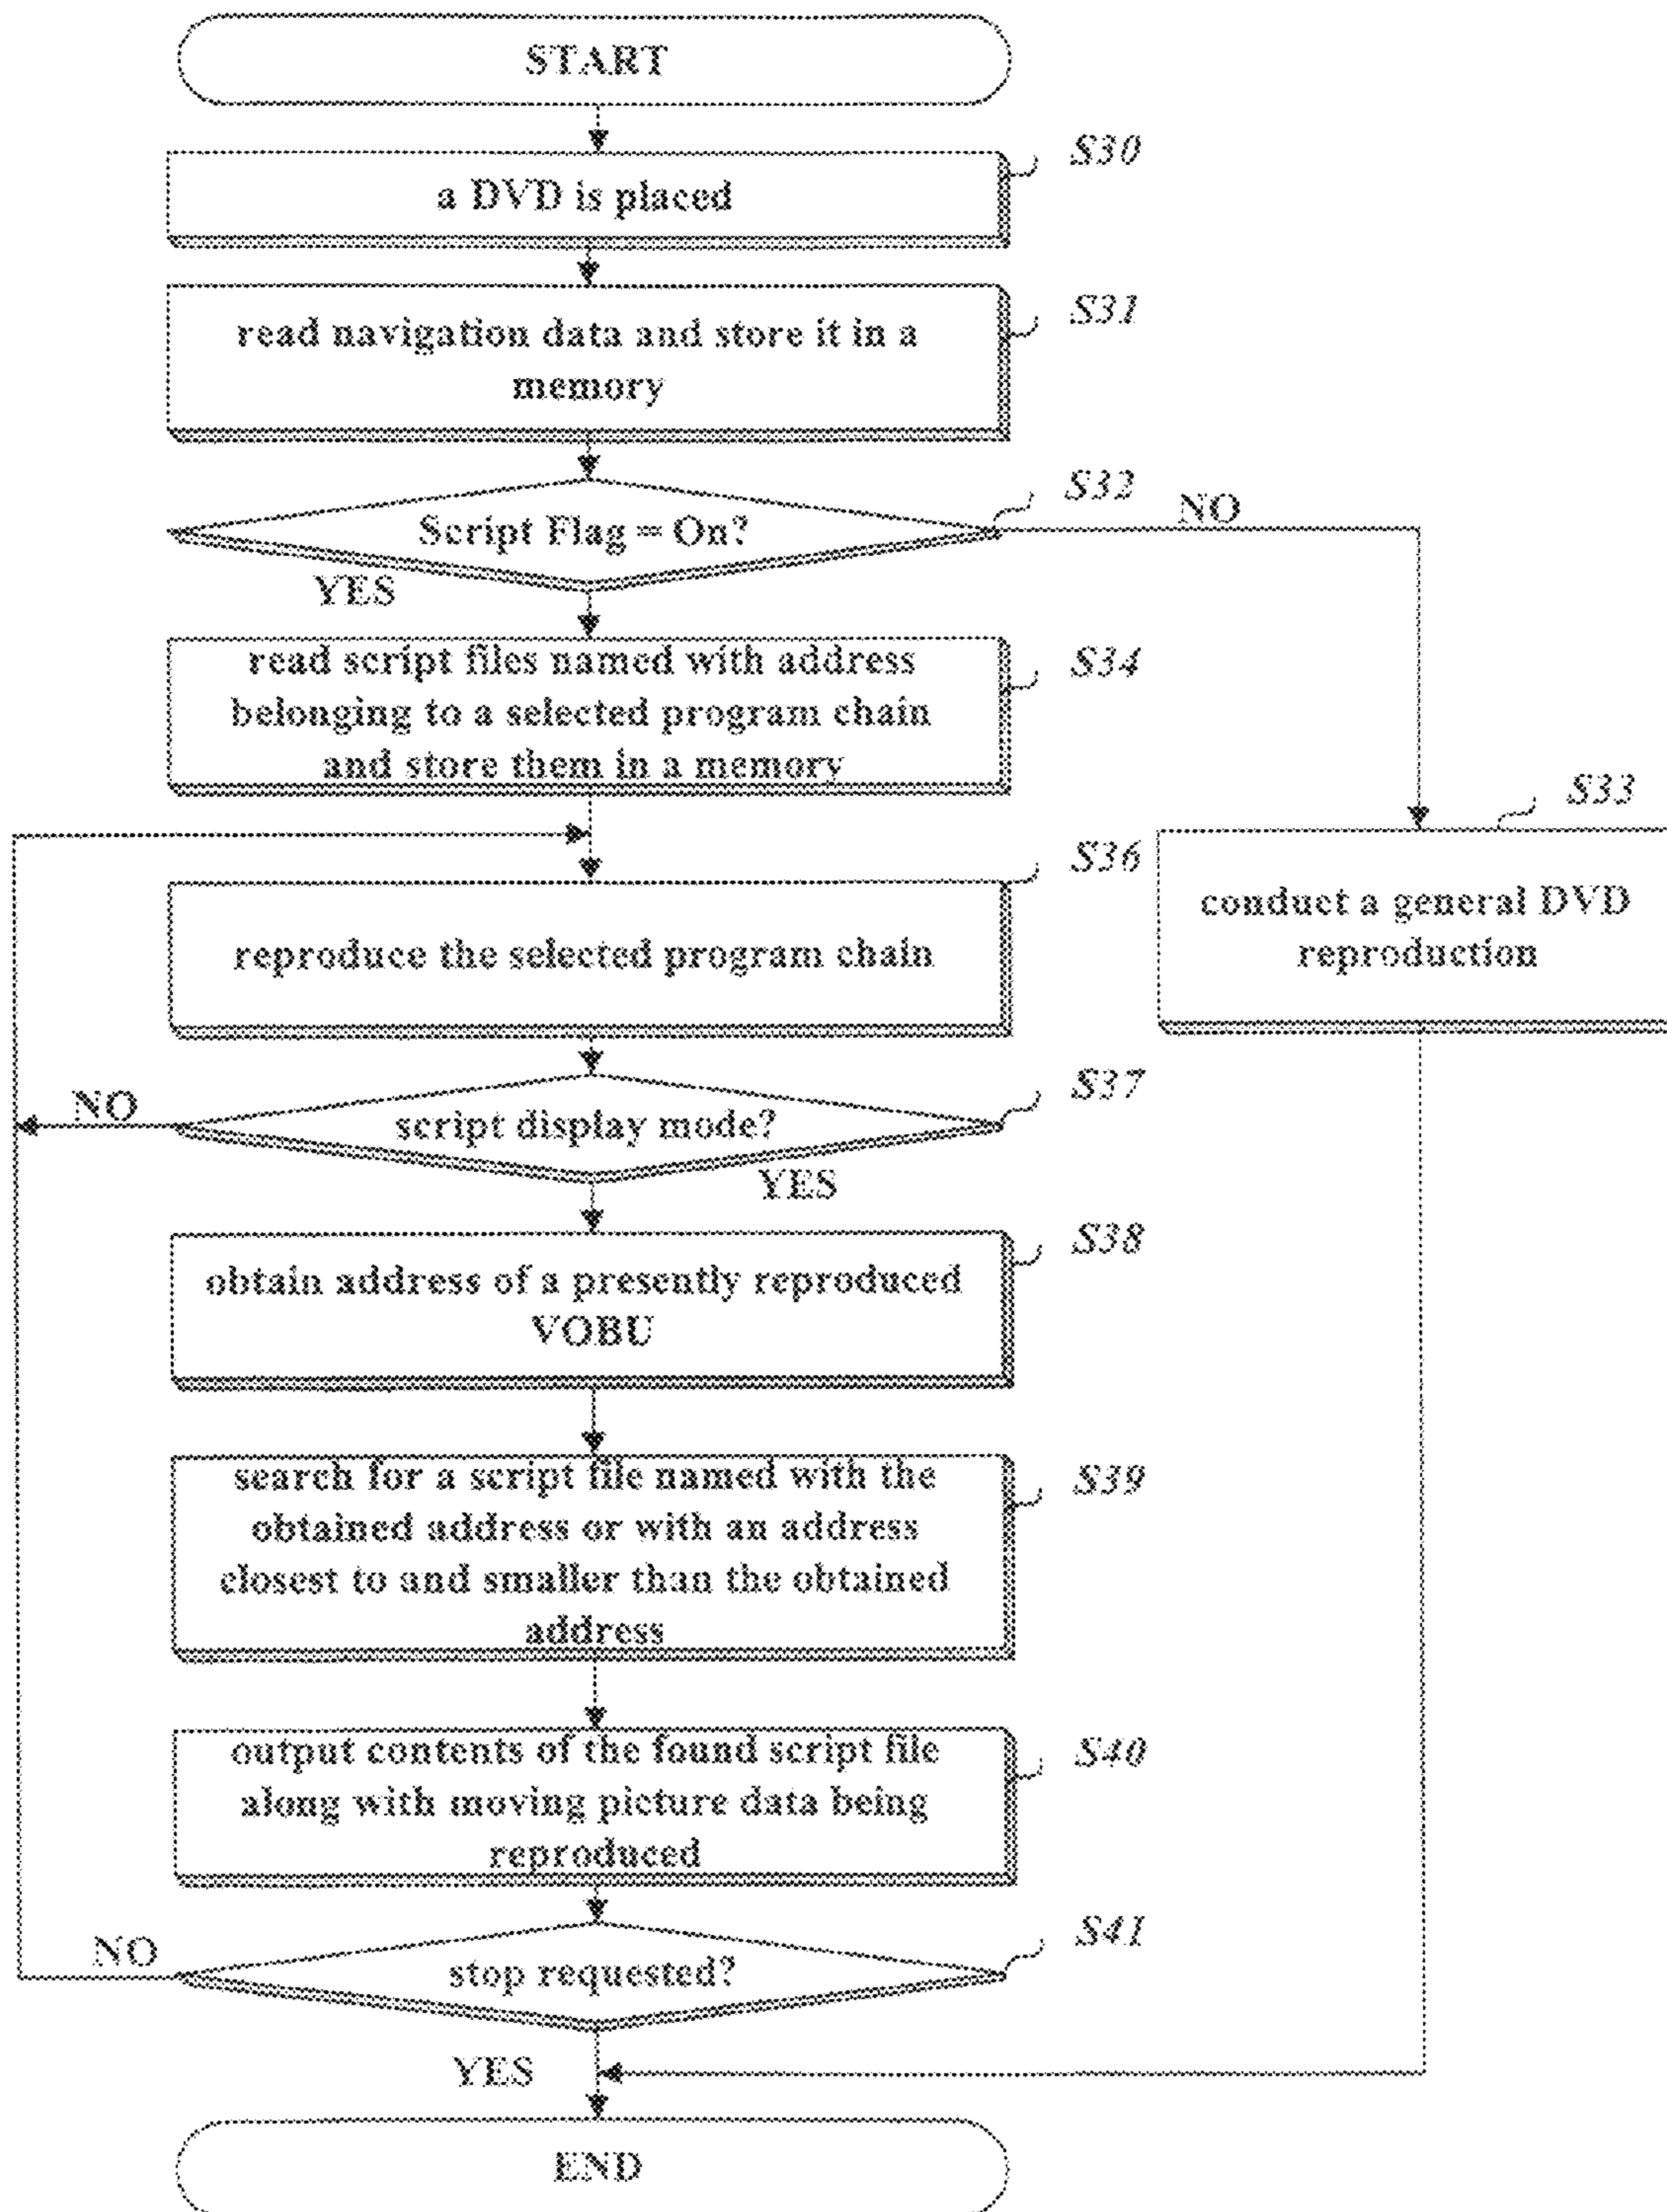 START
S30
a DVD is placed
S31
read navigation data and store it in a
memory
S32
Script Flag = On?
NO
YES
S34
read script files named with address
belonging to a selected program chain
and store them in a memory
S33
conduct a general DVD
reproduction
S36
reproduce the selected program chain
S37
script display mode?
NO
YES
S38
obtain address of a presently reproduced
VOBU
S39
search for a script file named with the
obtained address or with an address
closest to and smaller than the obtained
address
S40
output contents of the found script file
along with moving picture data being
reproduced
S41
stop requested?
NO
YES
END